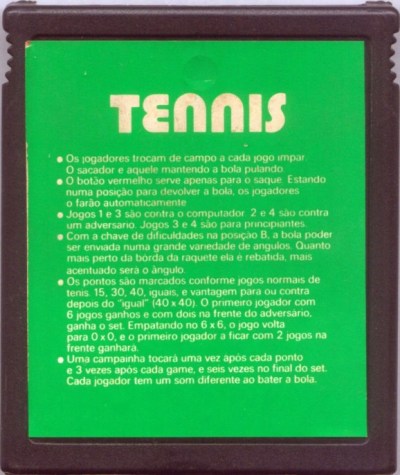 TENNIS
● Os jogadores trocam de campo a cada jogo impar.
O sacador e aquele mantendo a bola pulando.
● O botão vermelho serve apenas para o saque. Estando
numa posição para devolver a bola, os jogadores
o farão automaticamente
● Jogos 1 e 3 são contra o computador. 2 e 4 são contra
um adversario. Jogos 3 e 4 são para principiantes.
● Com a chave de dificuldades na posição B, a bola poder
ser enviada numa grande variedade de angulos. Quanto
mais perto da bórda da raquete ela é rebatida, mais
acentuado sera o ângulo.
● Os pontos são marcados conforme jogos normais de
tenis. 15, 30, 40, iguais, e vantagem para ou contra
depois do "igual" (40 x 40). O primeiro jogador com
6 jogos ganhos e com dois na frente do adversário,
ganha o set. Empatando no 6 x 6, o jogo volta
para 0 x 0, e o primeiro jogador a ficar com 2 jogos na
frente ganhará.
● Uma campainha tocará uma vez após cada ponto
e 3 vezes após cada game, e seis vezes no final do set.
Cada jogador tem um som diferente ao bater a bola.